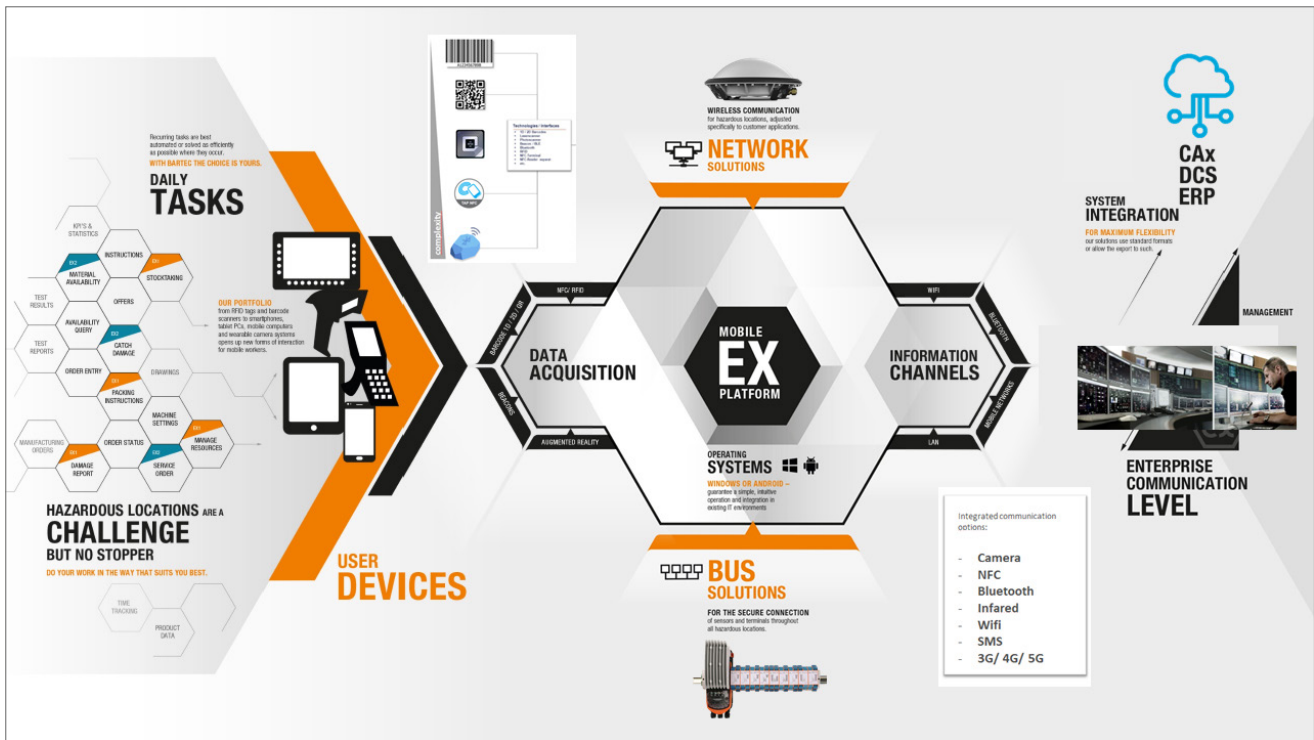 Recurring tasks are best
automated or solved as efficiently
as possible where they occur.
WITH BARTEC THE CHOICE IS YOURS.
DAILY
TASKS
KPI'S &
STATISTICS
INSTRUCTIONS
EX2
MATERIAL
AVAILABILITY
EX1
STOCKTAKING
TEST
RESULTS
OFFERS
AVAILABILITY
QUERY
EX2
CATCH
DAMAGE
TEST
REPORTS
ORDER ENTRY
DRAWINGS
EX1
PACKING
INSTRUCTIONS
MACHINE
SETTINGS
MANUFACTURING
ORDERS
ORDER STATUS
EX1
MANAGE
RESOURCES
EX1
DAMAGE
REPORT
EX2
SERVICE
ORDER
HAZARDOUS LOCATIONS ARE A
CHALLENGE
BUT NO STOPPER
DO YOUR WORK IN THE WAY THAT SUITS YOU BEST.
TIME
TRACKING
PRODUCT
DATA
OUR PORTFOLIO
from RFID tags and barcode
scanners to smartphones,
tablet PCs, mobile computers
and wearable camera systems
opens up new forms of interaction
for mobile workers.
USER
DEVICES
complexity
Technologies / Interfaces
WIRELESS COMMUNICATION
for hazardous locations, adjusted
specifically to customer applications.
NETWORK
SOLUTIONS
NFC/ RFID
BARCODE 1D / 2D / QR
DATA
ACQUISITION
BEACONS
AUGMENTED REALITY
MOBILE
EX
PLATFORM
WIFI
BLUETOOTH
INFORMATION
CHANNELS
MOBILE NETWORKS
LAN
OPERATING
SYSTEMS
WINDOWS OR ANDROID –
guarantee a simple, intuitive
operation and integration in
existing IT environments
BUS
SOLUTIONS
FOR THE SECURE CONNECTION
of sensors and terminals throughout
all hazardous locations.
CAx
DCS
ERP
SYSTEM
INTEGRATION
FOR MAXIMUM FLEXIBILITY
our solutions use standard formats
or allow the export to such.
MANAGEMENT
ENTERPRISE
COMMUNICATION
LEVEL
Integrated communication
options:
- Camera
- NFC
- Bluetooth
- Infared
- Wifi
- SMS
- 3G/ 4G/ 5G